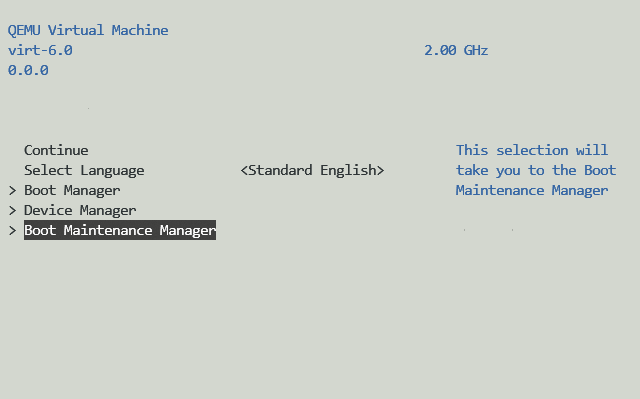 QEMU Virtual Machine
virt-6.0 2.00 GHz
0.0.0
Continue This selection will
Select Language <Standard English> take you to the Boot
> Boot Manager Maintenance Manager
> Device Manager
> Boot Maintenance Manager